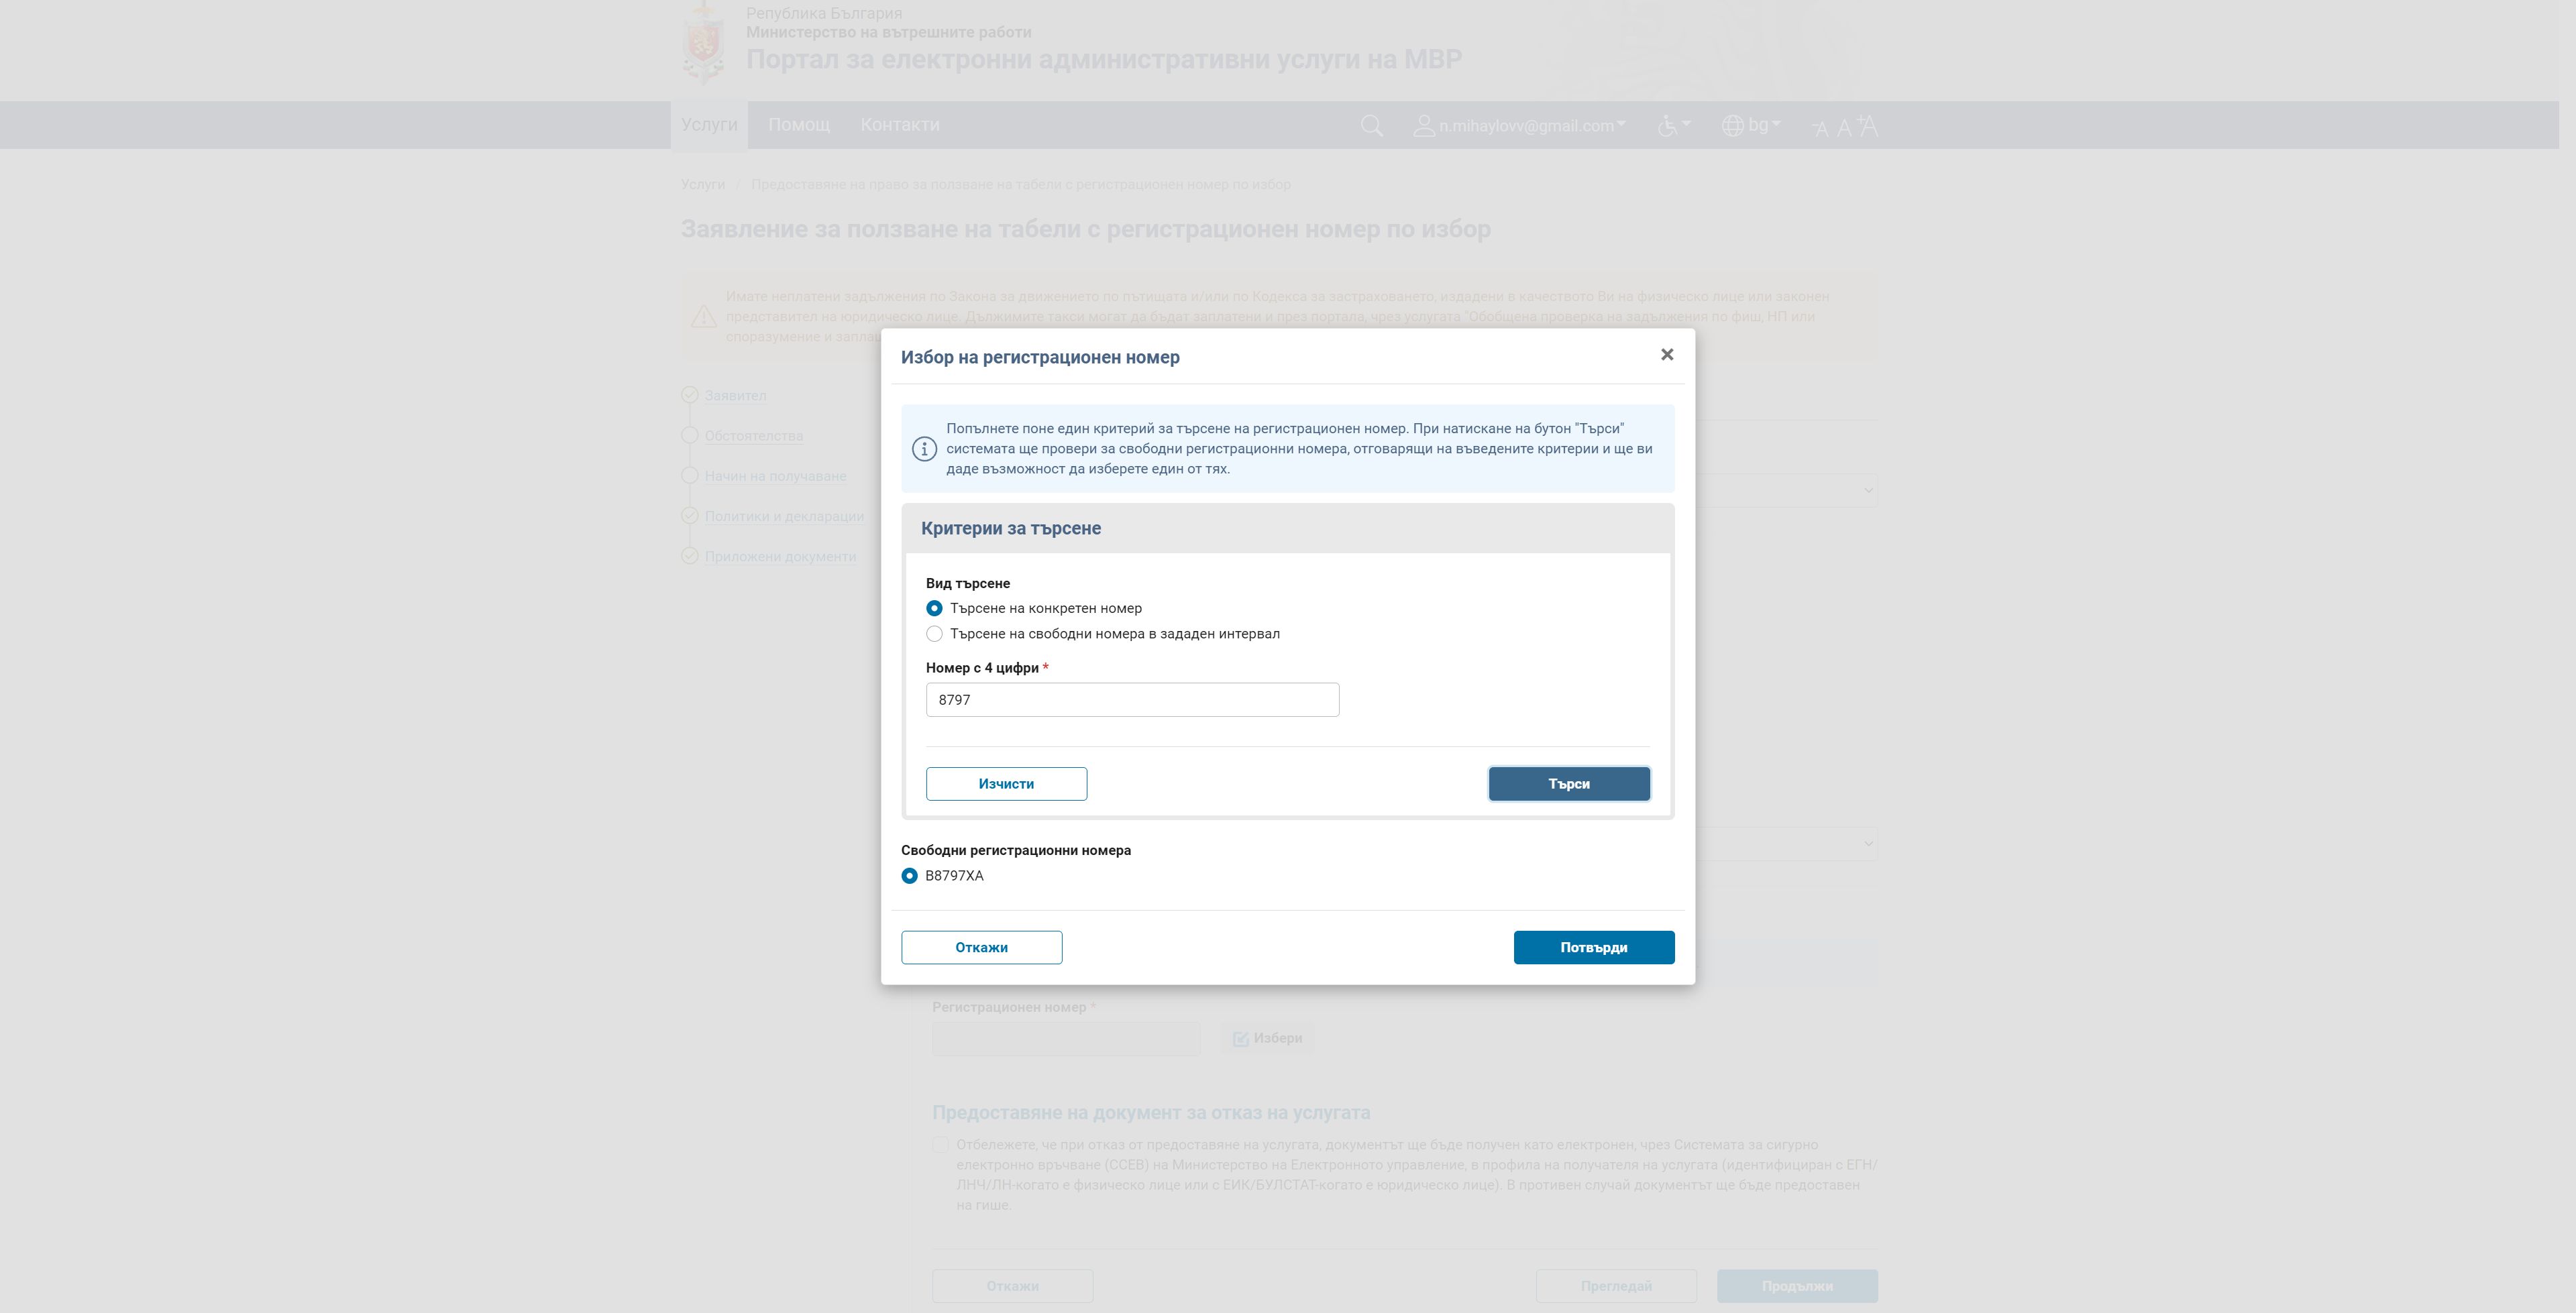 Република България
Министерство на вътрешните работи
Портал за електронни административни услуги на МВР
Услуги Помощ Контакти n.mihaylovv@gmail.com bg -A A +A
Услуги / Предоставяне на право за ползване на табели с регистрационен номер по избор
Заявление за ползване на табели с регистрационен номер по избор
Имате неплатени задължения по Закона за движението по пътищата и/или по Кодекса за застраховането, издадени в качеството Ви на физическо лице или законен
представител на юридическо лице. Дължимите такси могат да бъдат заплатени и през портала, чрез услугата "Обобщена проверка на задължения по фиш, НП или
споразумение и
Заявител
Обстоятелства
Начин на получаване
Политики и декларации
Приложени документи
Избор на регистрационен номер
×
Попълнете поне един критерий за търсене на регистрационен номер. При натискане на бутон "Търси"
системата ще провери за свободни регистрационни номера, отговарящи на въведените критерии и ще ви
даде възможност да изберете един от тях.
Критерии за търсене
Вид търсене
Търсене на конкретен номер
Търсене на свободни номера в зададен интервал
Номер с 4 цифри *
8797
Изчисти Търси
Свободни регистрационни номера
B8797XA
Откажи Потвърди
Регистрационен номер *
Избери
Предоставяне на документ за отказ на услугата
Отбележете, че при отказ от предоставяне на услугата, документът ще бъде получен като електронен, чрез Системата за сигурно
електронно връчване (ССЕВ) на Министерство на Електронното управление, в профила на получателя на услугата (идентифициран с ЕГН/
ЛНЧ/ЛН-когато е физическо лице или с ЕИК/БУЛСТАТ-когато е юридическо лице). В противен случай документът ще бъде предоставен
на гише.
Откажи Прегледай Продължи